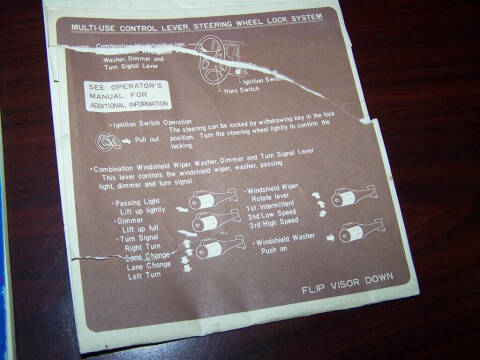 MULTI-USE CONTROL LEVER, STEERING WHEEL LOCK SYSTEM
Combination Windshield wiper,
Washer, Dimmer and
Turn Signal Lever
Ignition Switch
Horn Switch
SEE OPERATOR'S
MANUAL FOR
ADDITIONAL INFORMATION
• Ignition Switch Operation
Pull out
The steering can be locked by withdrawing key in the lock
position. Turn the steering wheel lightly to confirm the
locking.
• Combination Windshield Wiper, Washer, Dimmer and Turn Signal Lever
This lever controls the windshield wiper, washer, passing
light, dimmer and turn signal.
• Passing Light
Lift up lightly
• Dimmer
Lift up full
• Turn Signal
Right Turn
Lane Change
Lane Change
Left Turn
• Windshield Wiper
Rotate lever
1st: Intermittent
2nd: Low Speed
3rd: High Speed
• Windshield Washer
Push on
FLIP VISOR DOWN